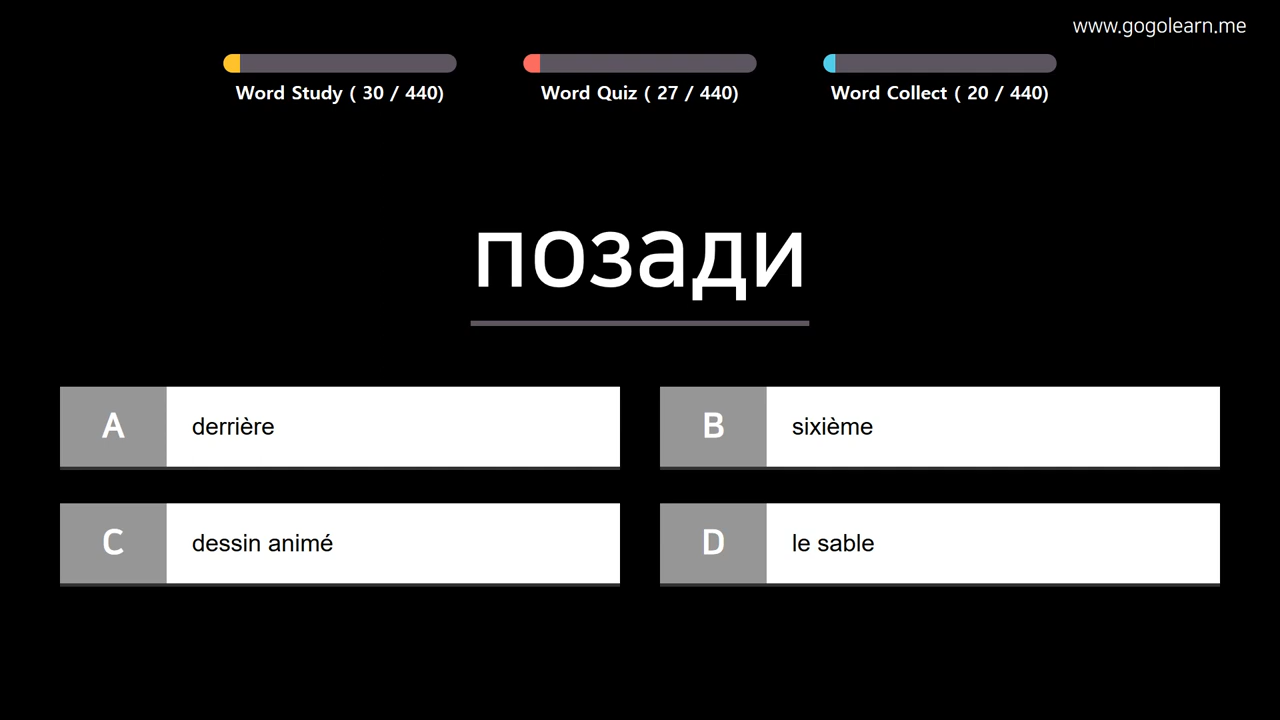 www.gogolearn.me
Word Study ( 30 / 440)
Word Quiz ( 27 / 440)
Word Collect ( 20 / 440)
позади
A derrière
B sixième
C dessin animé
D le sable